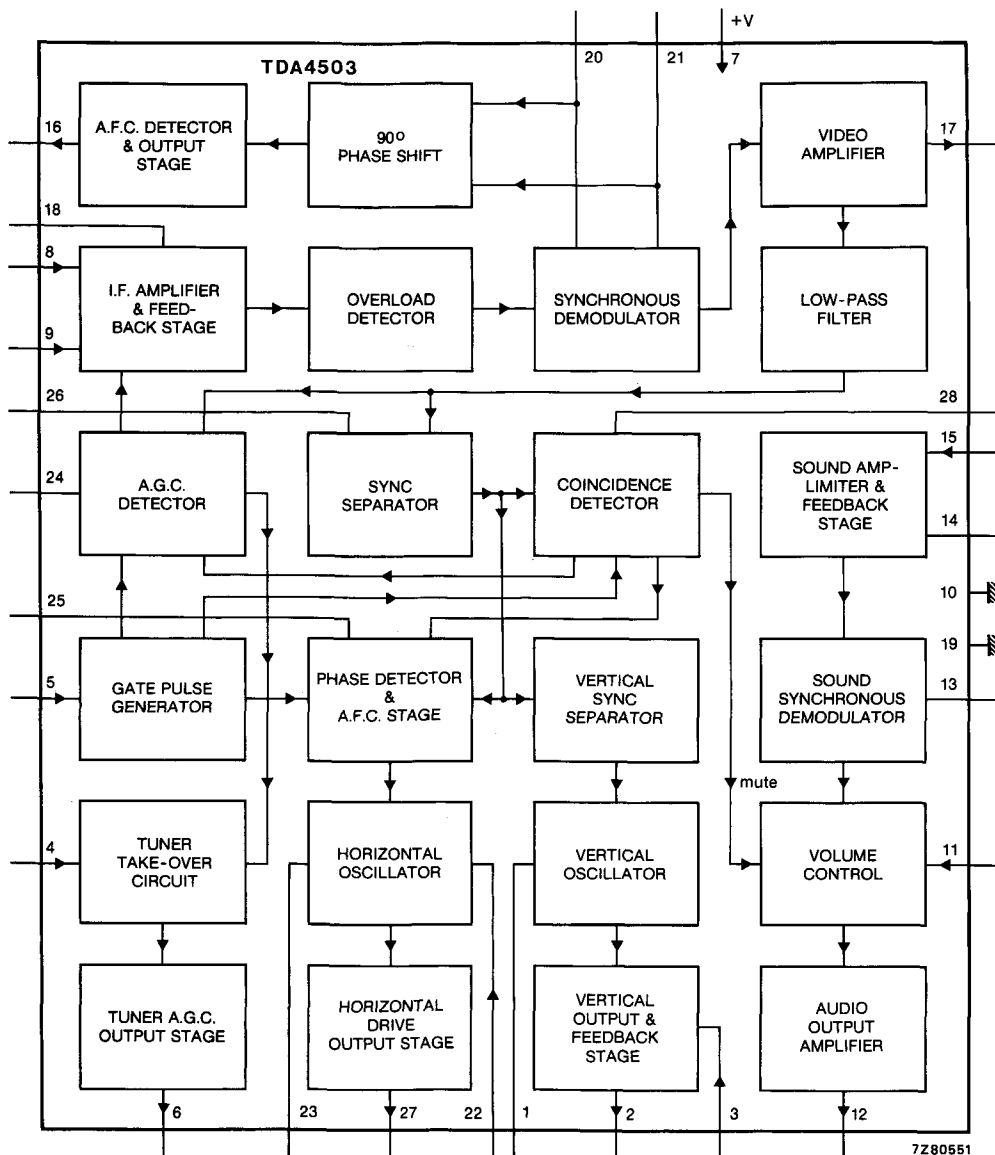 +V
TDA4503
20
21
7
16
A.F.C. DETECTOR
& OUTPUT
STAGE
90°
PHASE SHIFT
VIDEO
AMPLIFIER
17
18
8
I.F. AMPLIFIER
& FEED-
BACK STAGE
OVERLOAD
DETECTOR
SYNCHRONOUS
DEMODULATOR
LOW-PASS
FILTER
9
26
28
24
A.G.C.
DETECTOR
SYNC
SEPARATOR
COINCIDENCE
DETECTOR
SOUND AMP-
LIMITER &
FEEDBACK
STAGE
15
14
10
25
19
5
GATE PULSE
GENERATOR
PHASE DETECTOR
&
A.F.C. STAGE
VERTICAL
SYNC
SEPARATOR
SOUND
SYNCHRONOUS
DEMODULATOR
13
mute
4
TUNER
TAKE-OVER
CIRCUIT
HORIZONTAL
OSCILLATOR
VERTICAL
OSCILLATOR
VOLUME
CONTROL
11
TUNER A.G.C.
OUTPUT STAGE
HORIZONTAL
DRIVE
OUTPUT STAGE
VERTICAL
OUTPUT &
FEEDBACK
STAGE
AUDIO
OUTPUT
AMPLIFIER
6
23
27
22
1
2
3
12
7Z80551